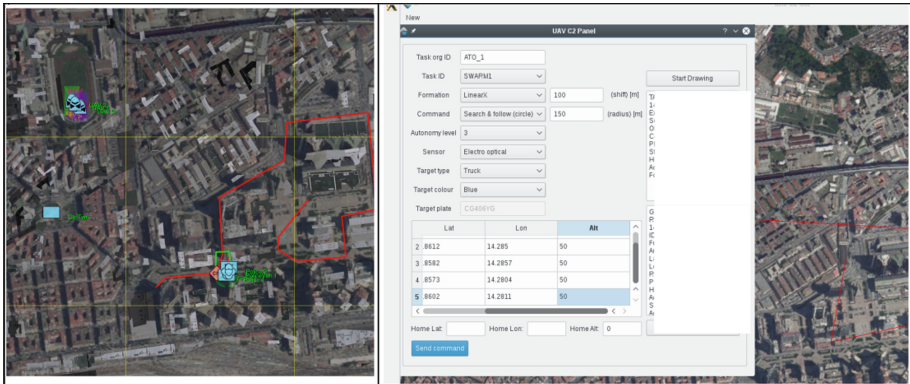 New
UAV C2 Panel
Task org ID ATO_1
Task ID SWARM1
Start Drawing
Formation LinearX 100 (shift) [m]
Command Search & follow (circle) 150 (radius) [m]
Autonomy level 3
Sensor Electro optical
Target type Truck
Target colour Blue
Target plate CG406YG
Lat Lon Alt
2 .8612 14.285 50
3 .8582 14.2857 50
4 .8573 14.2804 50
5 .8602 14.2811 50
Home Lat: Home Lon: Home Alt: 0
Send command